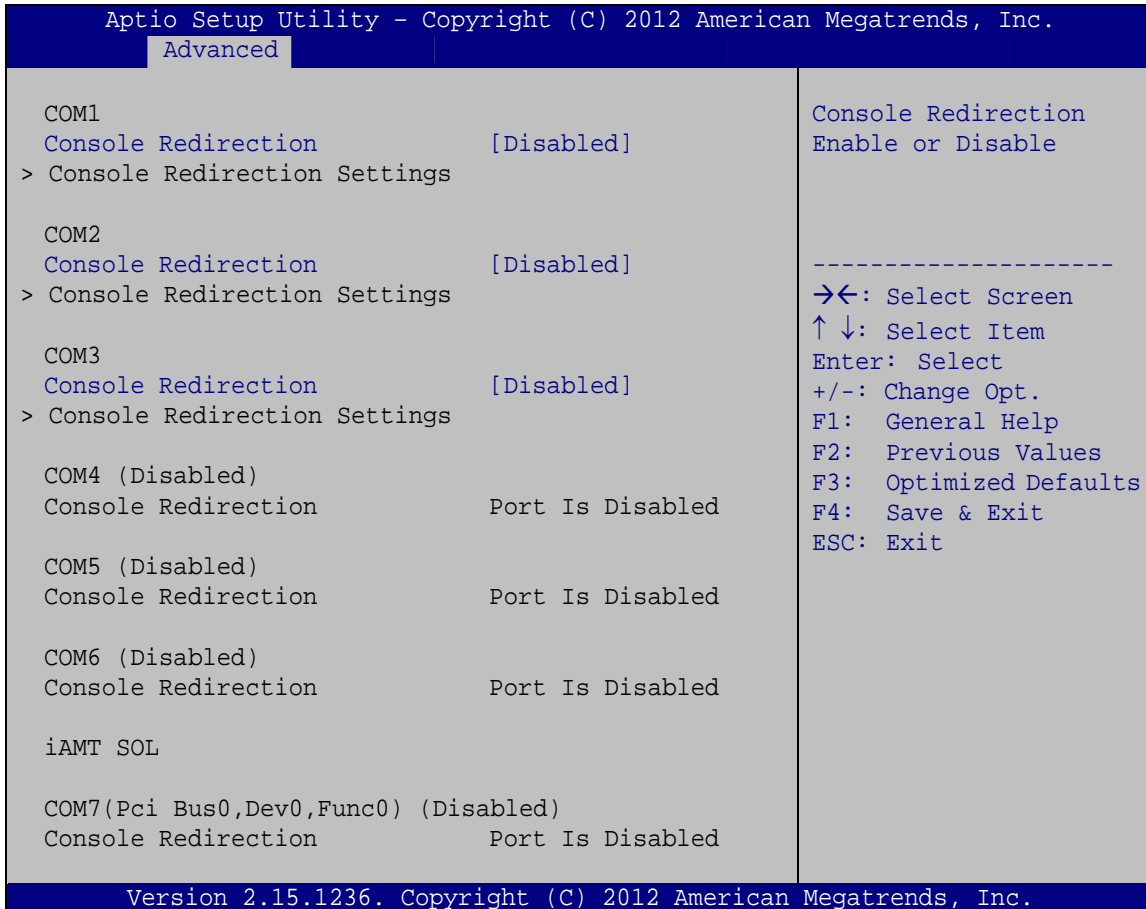 Aptio Setup Utility – Copyright (C) 2012 American Megatrends, Inc.
Advanced
COM1
Console Redirection [Disabled]
> Console Redirection Settings
COM2
Console Redirection [Disabled]
> Console Redirection Settings
COM3
Console Redirection [Disabled]
> Console Redirection Settings
COM4 (Disabled)
Console Redirection Port Is Disabled
COM5 (Disabled)
Console Redirection Port Is Disabled
COM6 (Disabled)
Console Redirection Port Is Disabled
iAMT SOL
COM7(Pci Bus0,Dev0,Func0) (Disabled)
Console Redirection Port Is Disabled
Console Redirection
Enable or Disable
---------------------
→←: Select Screen
↑ ↓: Select Item
Enter: Select
+/-: Change Opt.
F1: General Help
F2: Previous Values
F3: Optimized Defaults
F4: Save & Exit
ESC: Exit
Version 2.15.1236. Copyright (C) 2012 American Megatrends, Inc.